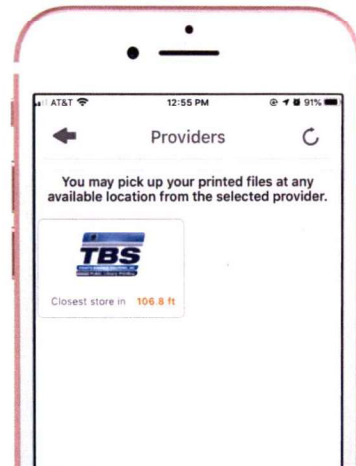 AT&T 12:55 PM 91%
Providers
You may pick up your printed files at any
available location from the selected provider.
TBS
Closest store in 106.8 ft